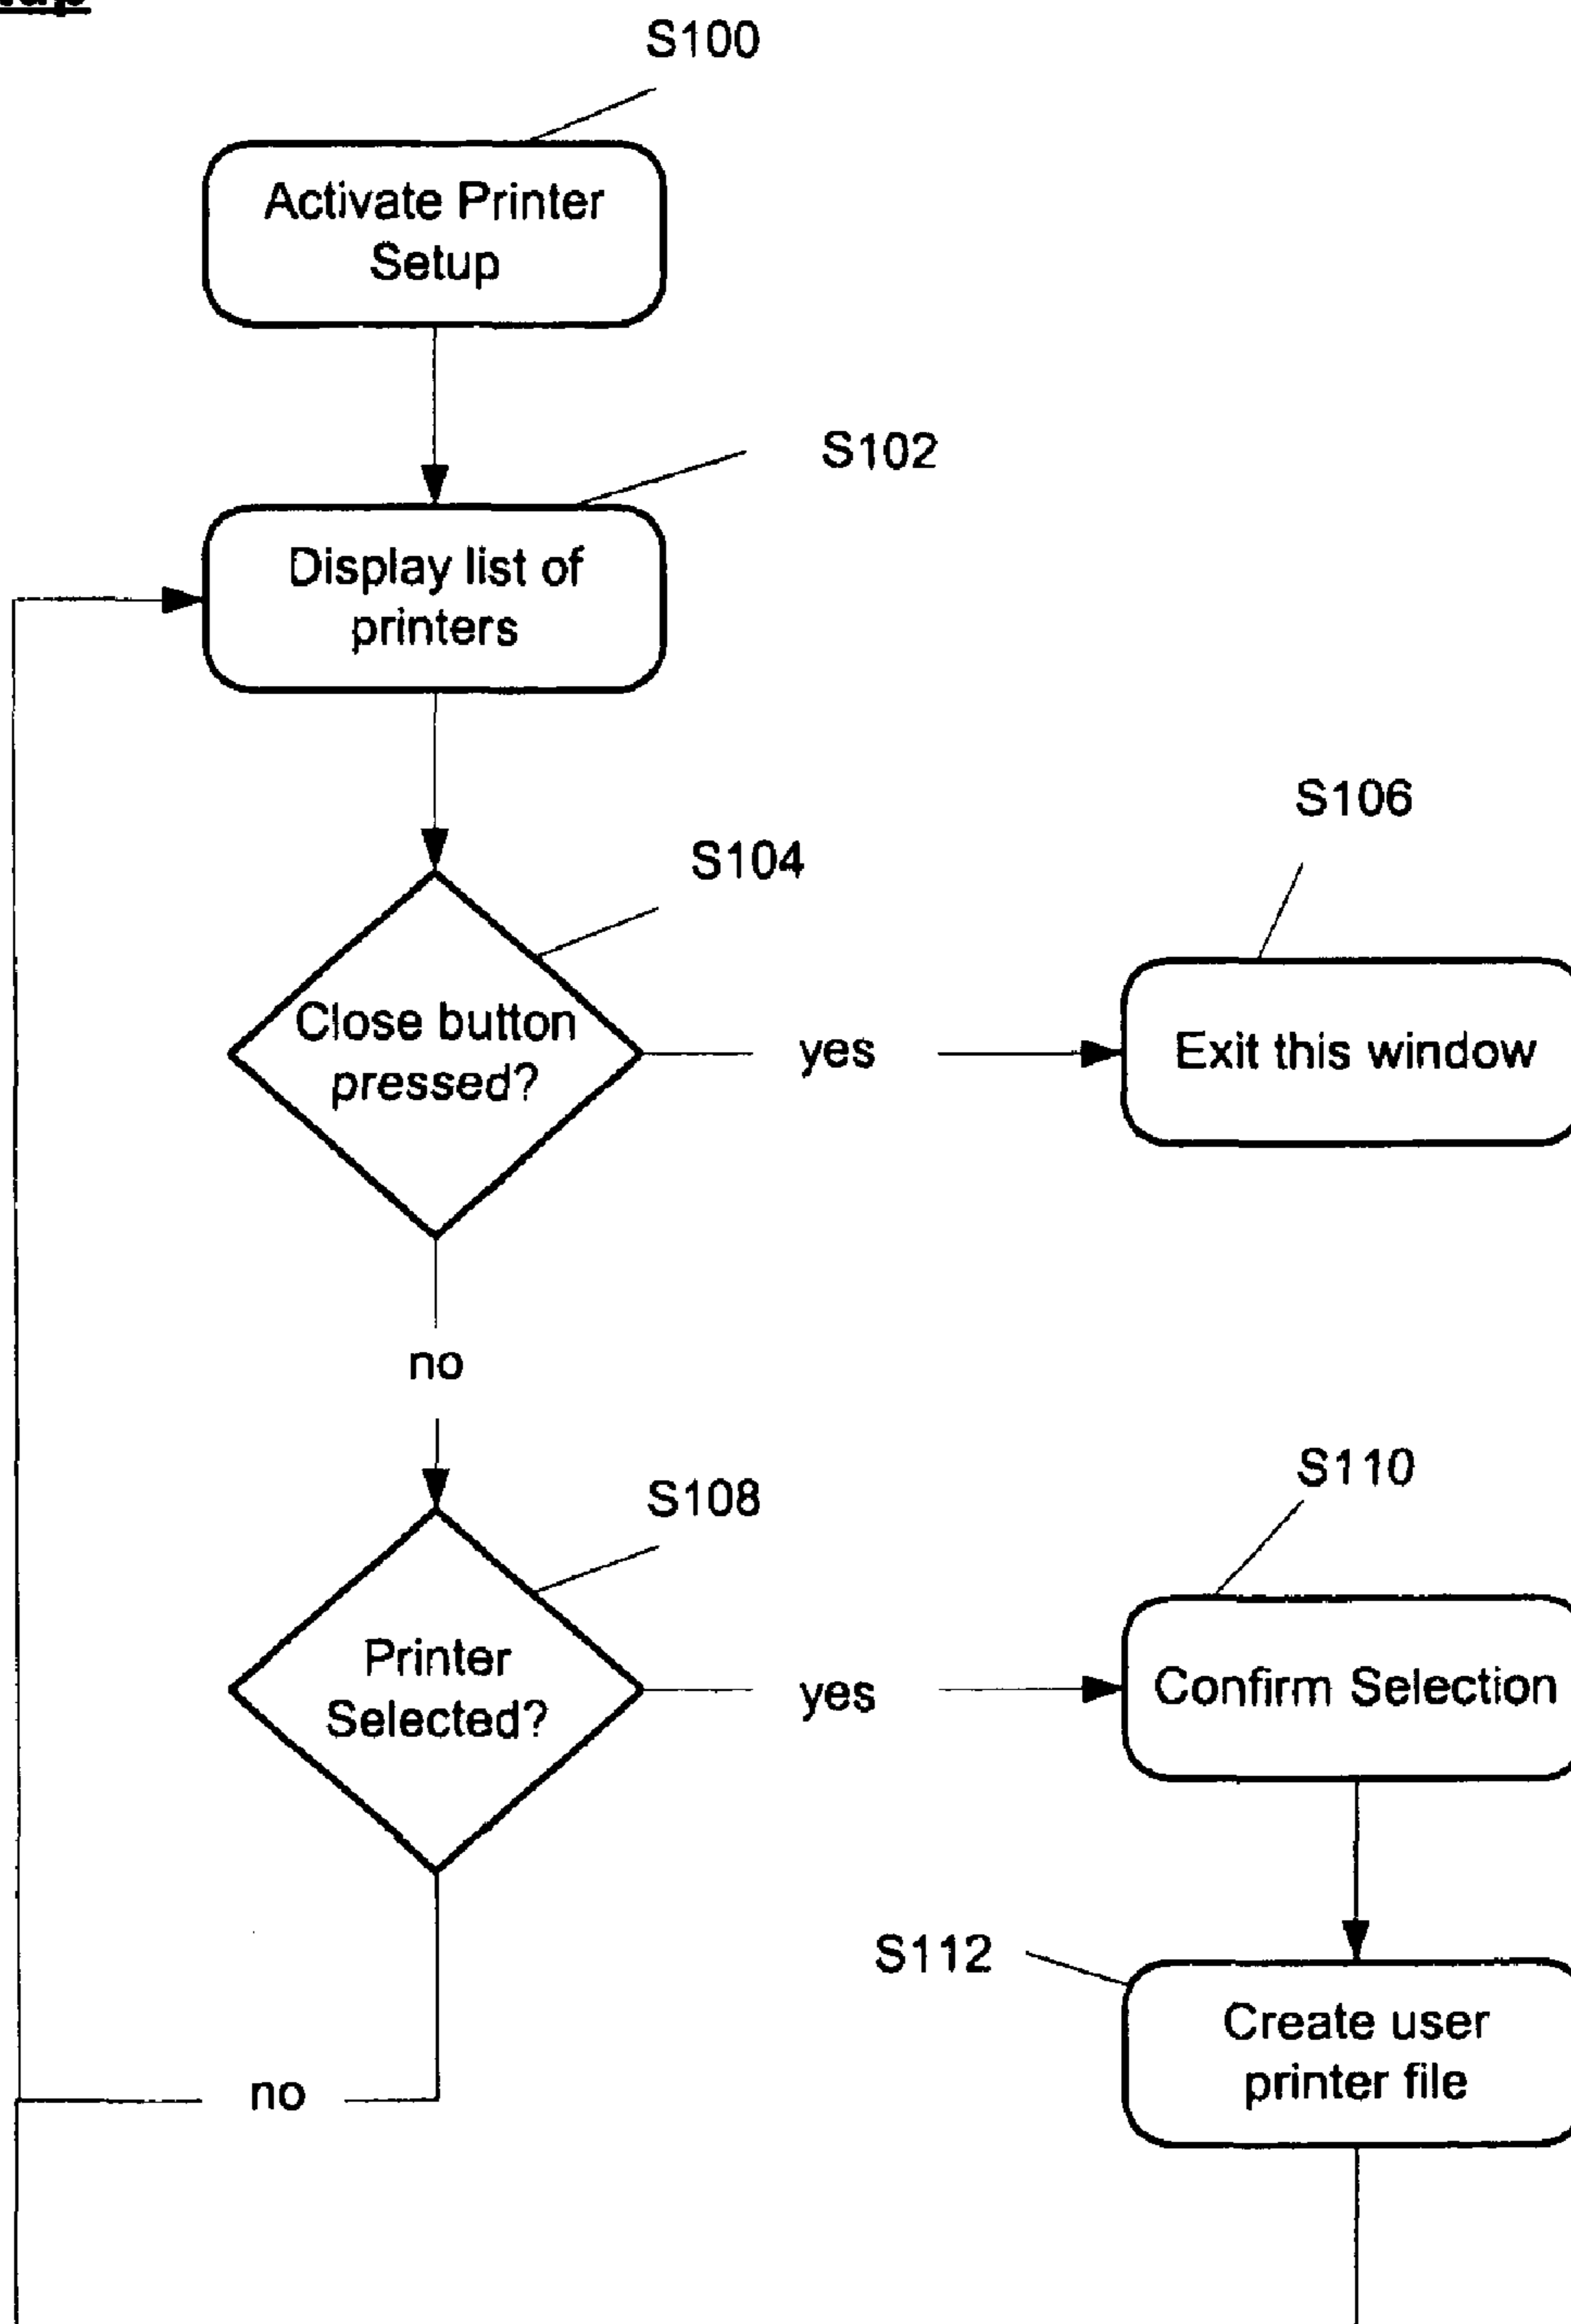 S100
Activate Printer
Setup
S102
Display list of
printers
S106
S104
Close button
pressed?
yes
Exit this window
no
S110
S108
Printer
Selected?
yes
Confirm Selection
S112
Create user
printer file
no